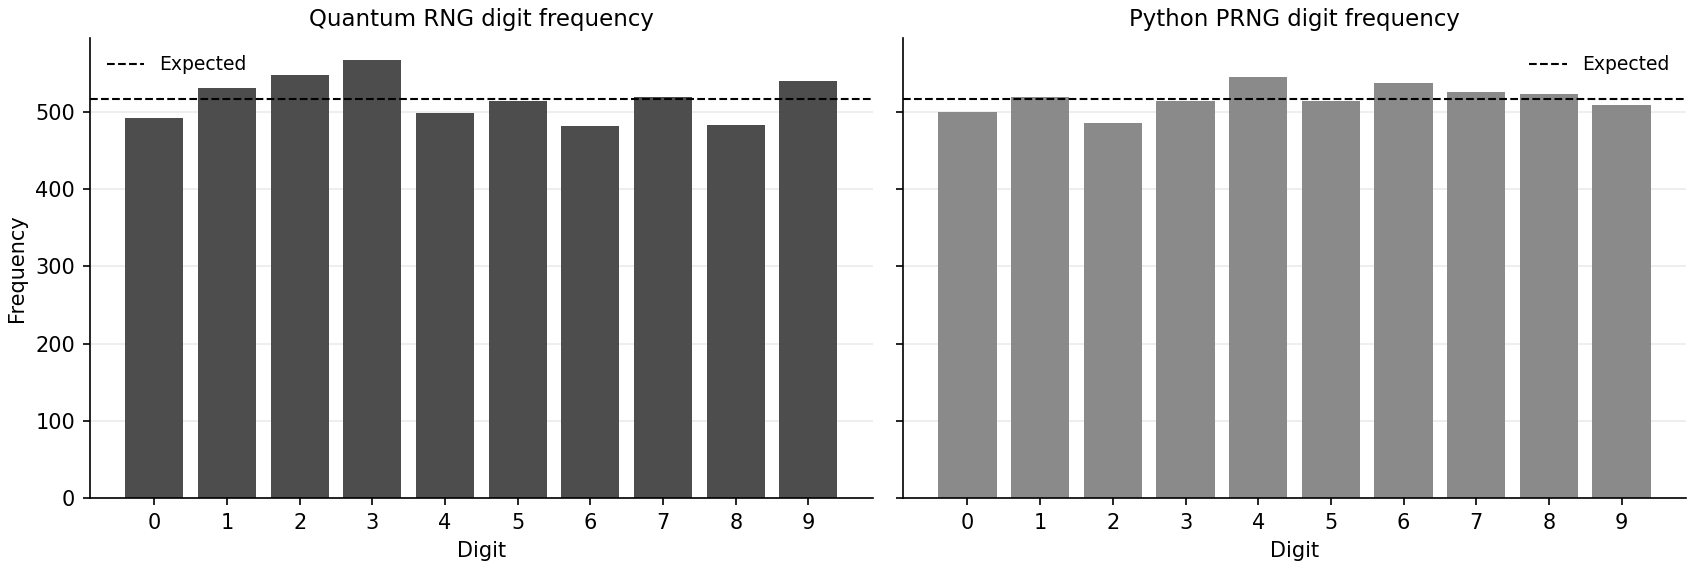 Quantum RNG digit frequency
Expected
Frequency
500
400
300
200
100
0
0 1 2 3 4 5 6 7 8 9
Digit
Python PRNG digit frequency
Expected
0 1 2 3 4 5 6 7 8 9
Digit